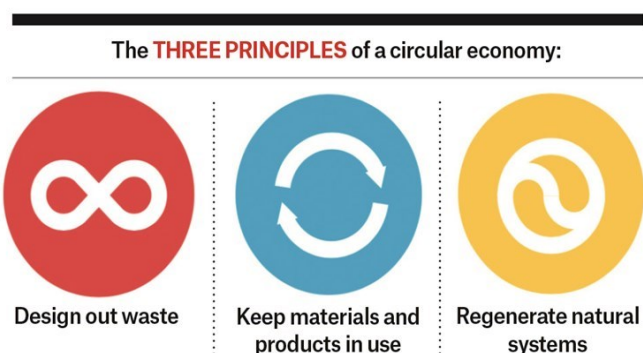 The THREE PRINCIPLES of a circular economy:
Design out waste
Keep materials and
products in use
Regenerate natural
systems